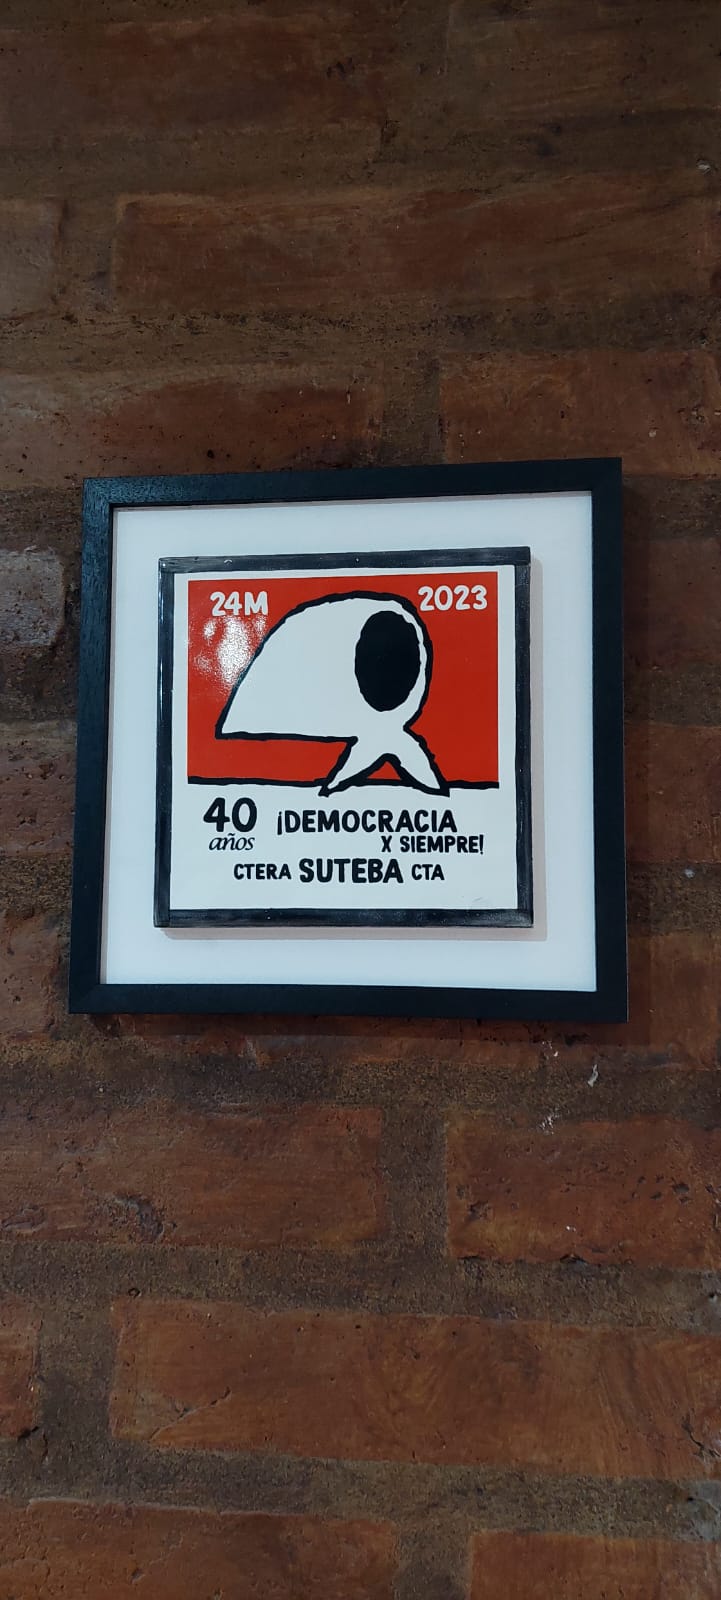 24M 2023
40 ¡DEMOCRACIA
años X SIEMPRE!
CTERA SUTEBA CTA